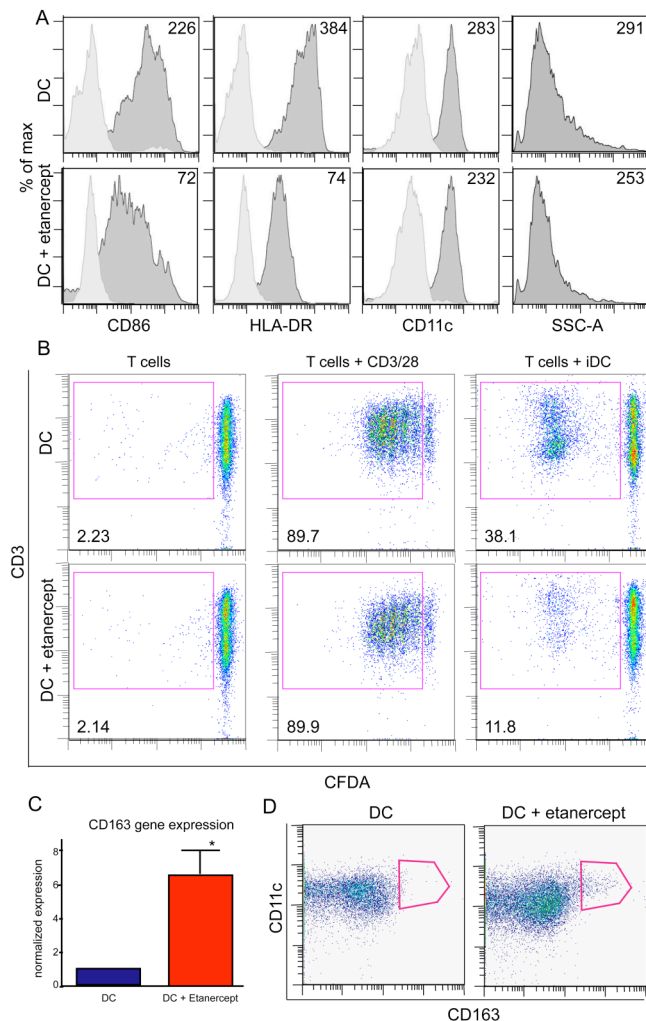 A
226
384
283
291
DC
% of max
72
74
232
253
DC + etanercept
CD86
HLA-DR
CD11c
SSC-A
B
T cells
T cells + CD3/28
T cells + iDC
DC
2.23
89.7
38.1
CD3
DC + etanercept
2.14
89.9
11.8
CFDA
C
CD163 gene expression
*
8
6
4
2
0
normalized expression
DC
DC + Etanercept
D
DC
DC + etanercept
CD11c
CD163